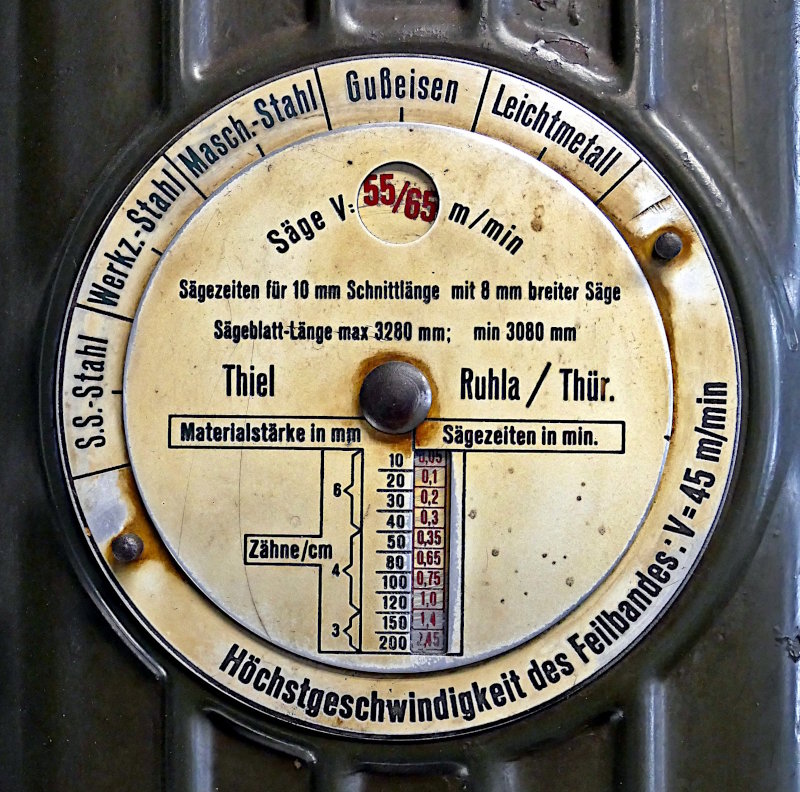 S.S.-Stahl
Werkz.-Stahl
Masch.-Stahl
Gußeisen
Leichtmetall
Säge V: 55/65 m/min
Sägezeiten für 10 mm Schnittlänge mit 8 mm breiter Säge
Sägeblatt-Länge max 3280 mm; min 3080 mm
Thiel Ruhla / Thür.
Materialstärke in mm Sägezeiten in min.
10 0,05
20 0,1
6 30 0,2
40 0,3
50 0,35
Zähne/cm
80 0,65
4 100 0,75
120 1,0
150 1,4
3
200 2,45
Höchstgeschwindigkeit des Feilbandes: V = 45 m/min